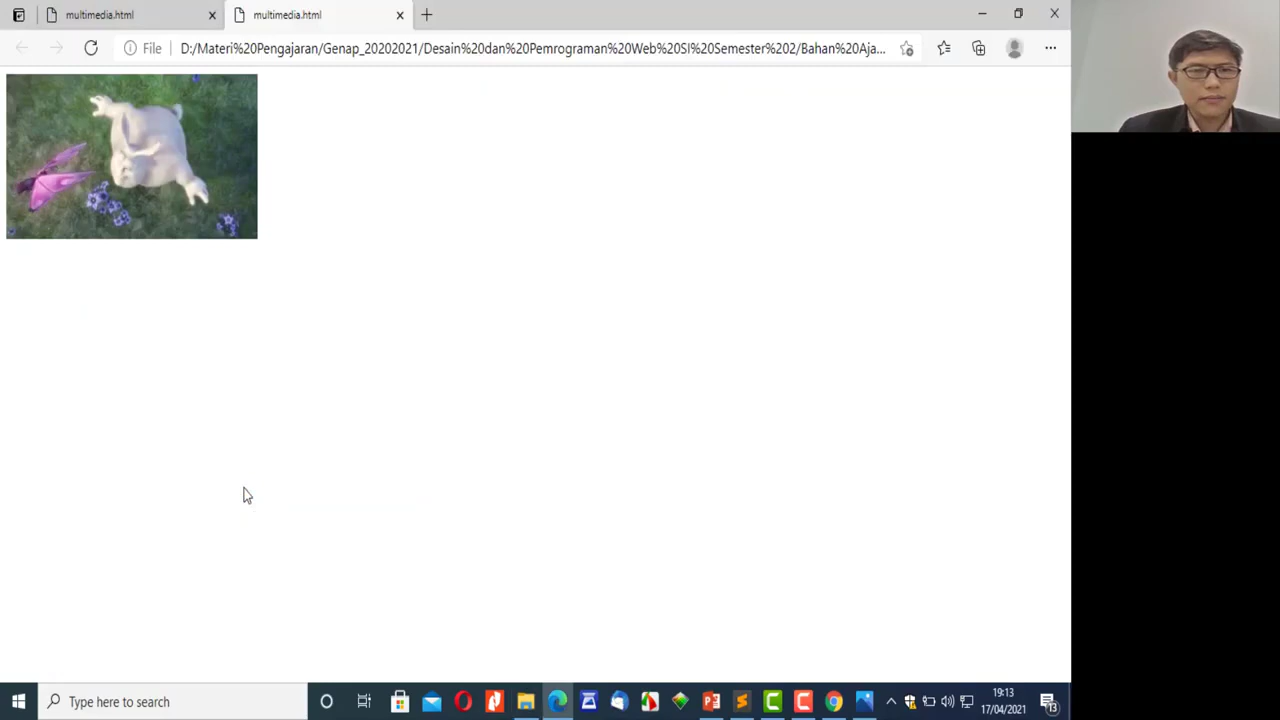 multimedia.html
multimedia.html
File
D:/Materi%20Pengajaran/Genap_20202021/Desain%20dan%20Pemrograman%20Web%20SI%20Semester%202/Bahan%20Aja...
Type here to search
19:13
17/04/2021
13